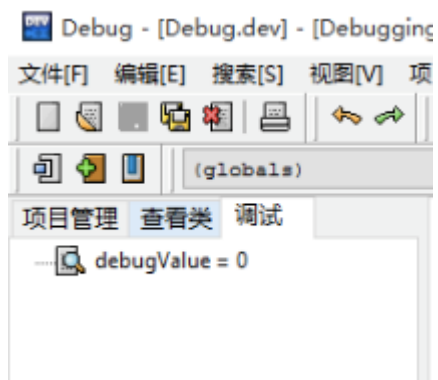 Debug - [Debug.dev] - [Debugging
文件[F] 编辑[E] 搜索[S] 视图[V] 项
(globals)
项目管理 查看类 调试
debugValue = 0